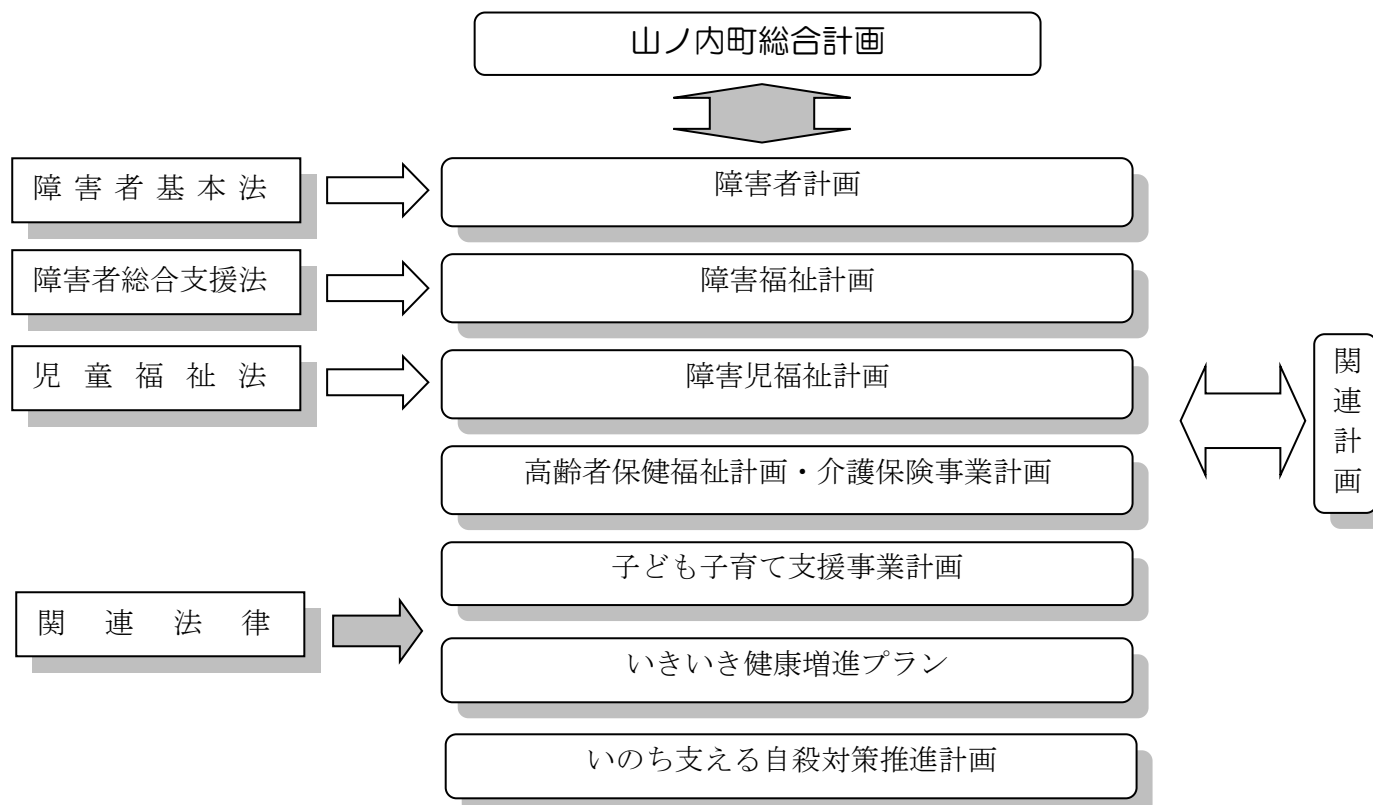 山ノ内町総合計画
障害者基本法
障害者計画
障害者総合支援法
障害福祉計画
児童福祉法
障害児福祉計画
高齢者保健福祉計画・介護保険事業計画
関連計画
子ども子育て支援事業計画
関連法律
いきいき健康増進プラン
いのち支える自殺対策推進計画